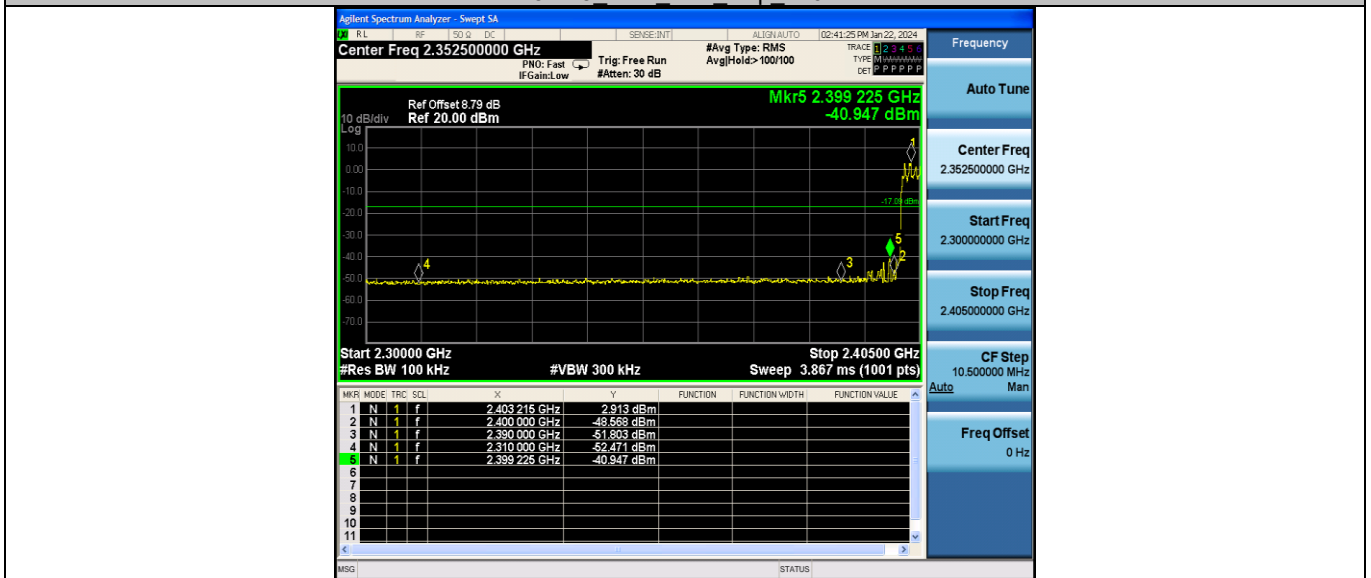 Agilent Spectrum Analyzer - Swept SA
RL RF 50 Ω DC SENSE:INT ALIGN AUTO 02:41:25 PM Jan 22, 2024
Center Freq 2.352500000 GHz
PNO: Fast
IFGain:Low
Trig: Free Run
#Atten: 30 dB
#Avg Type: RMS
Avg|Hold:> 100/100
TRACE 1 2 3 4 5 6
TYPE M
DET P P P P P P
Mkr5 2.399 225 GHz
-40.947 dBm
Ref Offset 8.79 dB
10 dB/div Ref 20.00 dBm
Log
10.0
0.00
-10.0
-20.0
-30.0
-40.0
-50.0
-60.0
-70.0
-17.09 dBm
1
5
2
3
4
Start 2.30000 GHz Stop 2.40500 GHz
#Res BW 100 kHz #VBW 300 kHz Sweep 3.867 ms (1001 pts)
MKR MODE TRC SCL X Y FUNCTION FUNCTION WIDTH FUNCTION VALUE
1 N 1 f 2.403 215 GHz 2.913 dBm
2 N 1 f 2.400 000 GHz -48.568 dBm
3 N 1 f 2.390 000 GHz -51.803 dBm
4 N 1 f 2.310 000 GHz -52.471 dBm
5 N 1 f 2.399 225 GHz -40.947 dBm
6
7
8
9
10
11
MSG STATUS
Frequency
Auto Tune
Center Freq
2.352500000 GHz
Start Freq
2.300000000 GHz
Stop Freq
2.405000000 GHz
CF Step
10.500000 MHz
Auto Man
Freq Offset
0 Hz